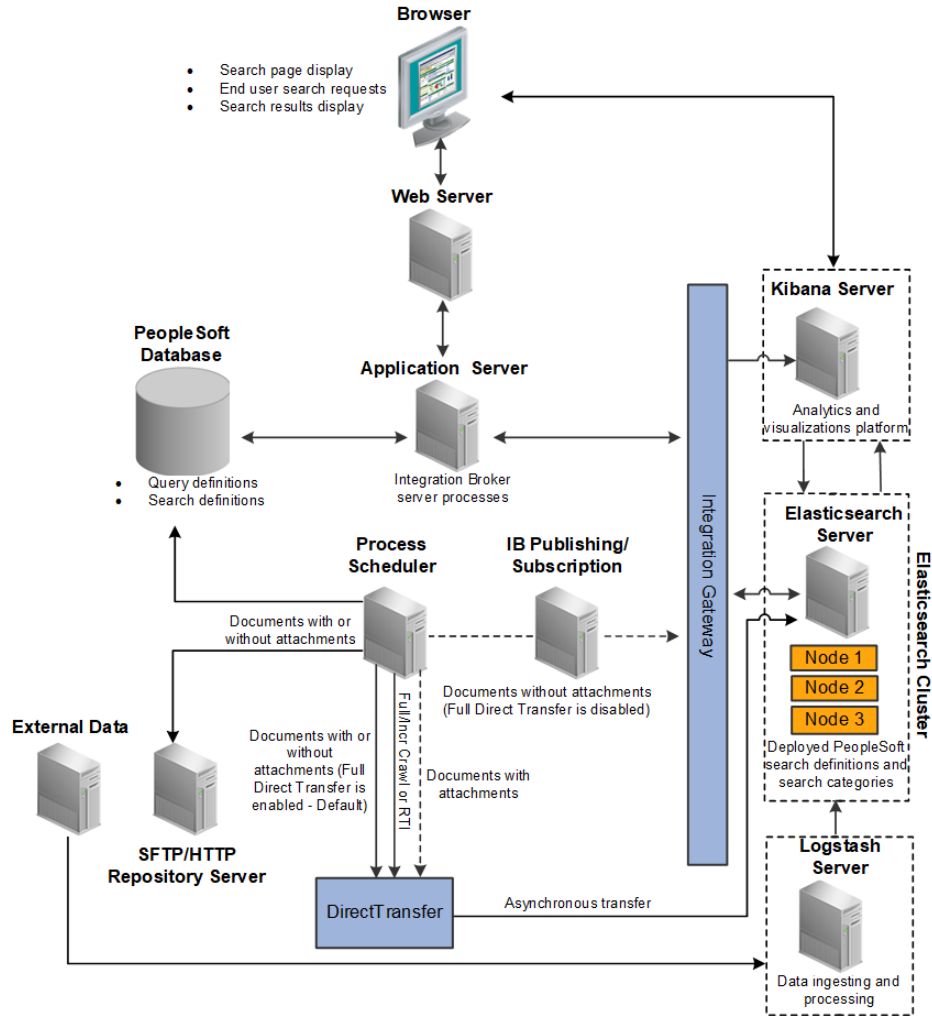 Browser
• Search page display
• End user search requests
• Search results display
Web Server
Kibana Server
PeopleSoft
Database
Application Server
Analytics and
visualizations platform
• Query definitions
• Search definitions
Integration Broker
server processes
Integration Gateway
Elasticsearch
Server
Elasticsearch Cluster
Process
Scheduler
IB Publishing/
Subscription
Documents with or
without attachments
Node 1
Node 2
Node 3
Documents without attachments
(Full Direct Transfer is disabled)
External Data
Documents with or
without
attachments (Full
Direct Transfer is
enabled - Default)
Full/Incr Crawl or RTI
Documents with
attachments
Deployed PeopleSoft
search definitions and
search categories
SFTP/HTTP
Repository Server
Logstash
Server
DirectTransfer
Asynchronous transfer
Data ingesting and
processing